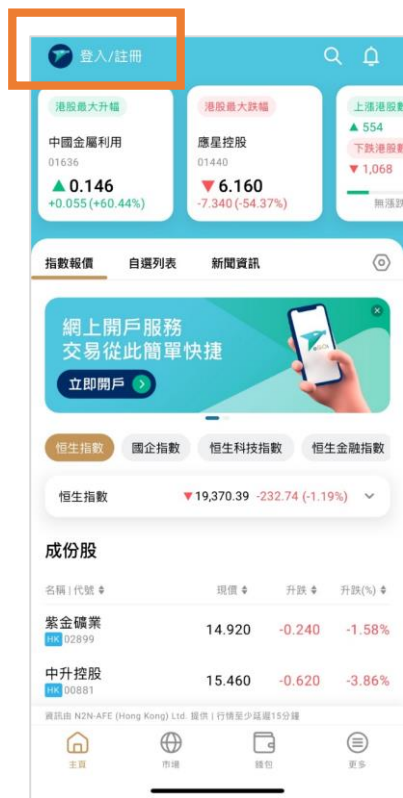 登入/註冊
港股最大升幅
中國金屬利用
01636
▲ 0.146
+0.055 (+60.44%)
港股最大跌幅
應星控股
01440
▼ 6.160
-7.340 (-54.37%)
上漲港股數
▲ 554
下跌港股數
▼ 1,068
無漲跌
指數報價 自選列表 新聞資訊
網上開戶服務
交易從此簡單快捷
立即開戶
恒生指數 國企指數 恒生科技指數 恒生金融指數
恒生指數 ▼ 19,370.39 -232.74 (-1.19%)
成份股
名稱 | 代號 現價 升跌 升跌(%)
紫金礦業
HK 02899
14.920 -0.240 -1.58%
中升控股
HK 00881
15.460 -0.620 -3.86%
資訊由 N2N-AFE (Hong Kong) Ltd. 提供 | 行情至少延遲15分鐘
主頁 市場 錢包 更多